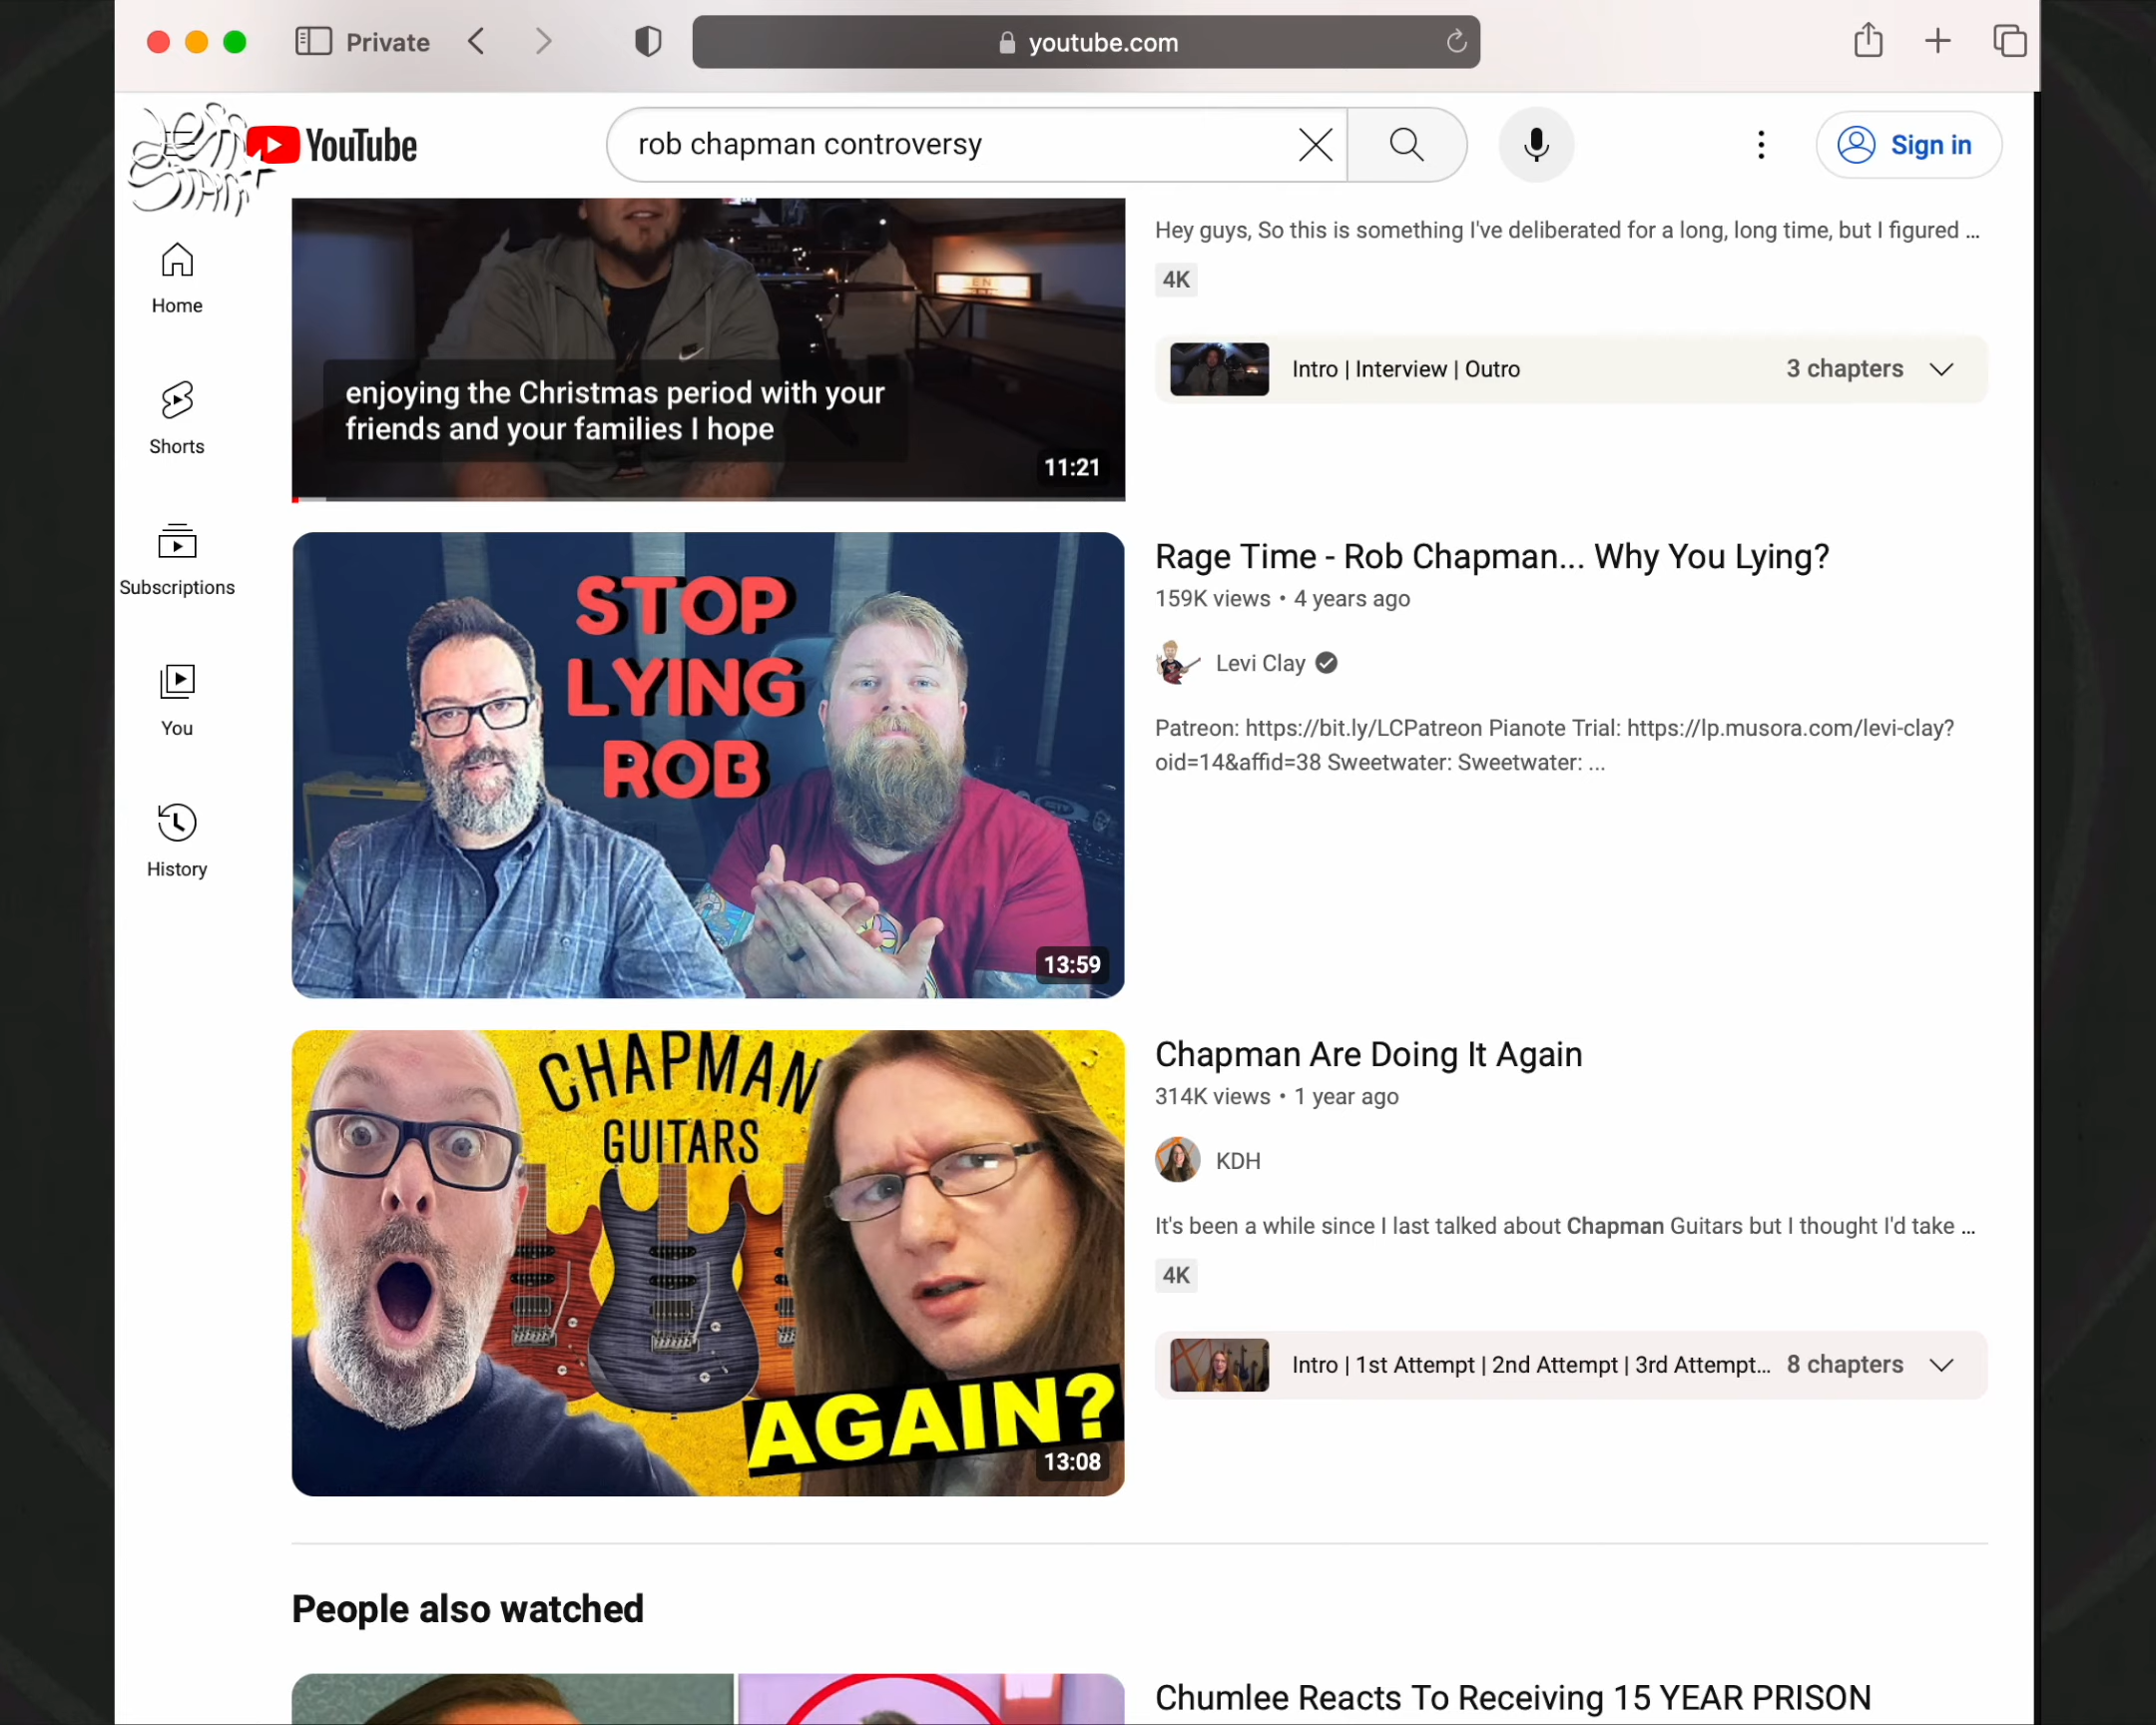 Private
youtube.com
YouTube
rob chapman controversy
Sign in
Home
Shorts
Subscriptions
You
History
enjoying the Christmas period with your
friends and your families I hope
11:21
Hey guys, So this is something I've deliberated for a long, long time, but I figured ...
4K
Intro | Interview | Outro
3 chapters
STOP
LYING
ROB
13:59
Rage Time - Rob Chapman... Why You Lying?
159K views • 4 years ago
Levi Clay
Patreon: https://bit.ly/LCPatreon Pianote Trial: https://lp.musora.com/levi-clay?
oid=14&affid=38 Sweetwater: Sweetwater: ...
CHAPMAN
GUITARS
AGAIN?
13:08
Chapman Are Doing It Again
314K views • 1 year ago
KDH
It's been a while since I last talked about Chapman Guitars but I thought I'd take ...
4K
Intro | 1st Attempt | 2nd Attempt | 3rd Attempt...
8 chapters
People also watched
Chumlee Reacts To Receiving 15 YEAR PRISON